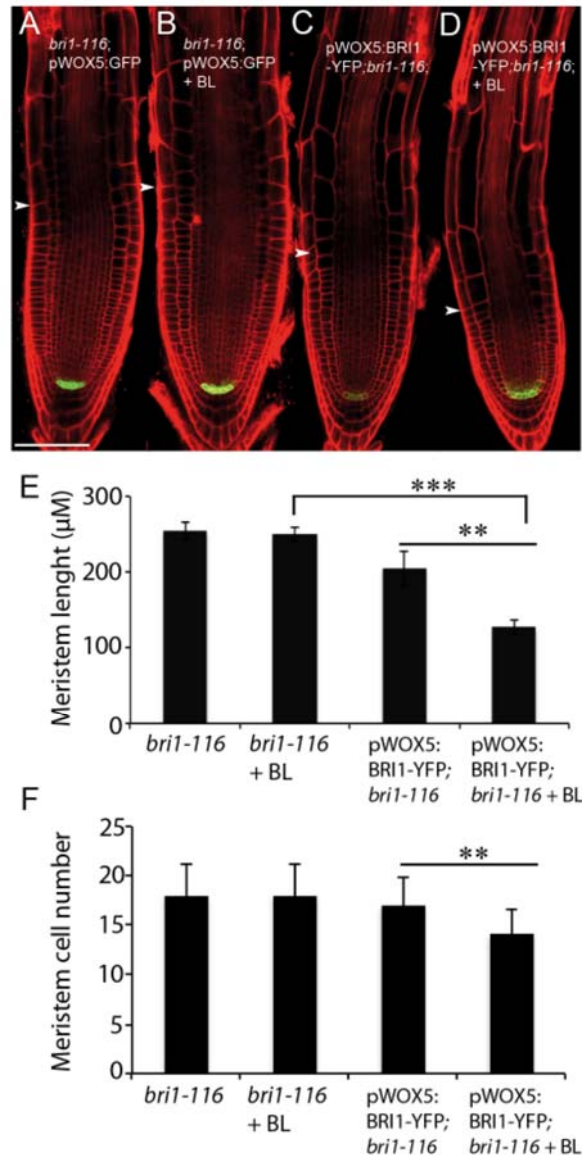 A
bri1-116;
pWOX5:GFP
B
bri1-116;
pWOX5:GFP
+ BL
C
pWOX5:BRI1
-YFP;bri1-116;
D
pWOX5:BRI1
-YFP;bri1-116;
+ BL
E
Meristem lenght (µM)
300
200
100
0
***
**
bri1-116
bri1-116
+ BL
pWOX5:
BRI1-YFP;
bri1-116
pWOX5:
BRI1-YFP;
bri1-116 + BL
F
Meristem cell number
25
20
15
10
5
0
**
bri1-116
bri1-116
+ BL
pWOX5:
BRI1-YFP;
bri1-116
pWOX5:
BRI1-YFP;
bri1-116 + BL